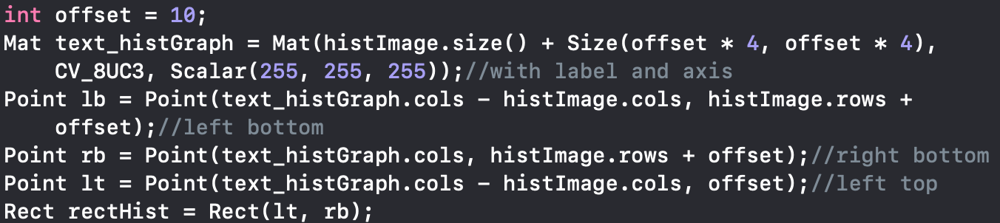 int offset = 10;
Mat text_histGraph = Mat(histImage.size() + Size(offset * 4, offset * 4),
CV_8UC3, Scalar(255, 255, 255));//with label and axis
Point lb = Point(text_histGraph.cols - histImage.cols, histImage.rows +
offset);//left bottom
Point rb = Point(text_histGraph.cols, histImage.rows + offset);//right bottom
Point lt = Point(text_histGraph.cols - histImage.cols, offset);//left top
Rect rectHist = Rect(lt, rb);